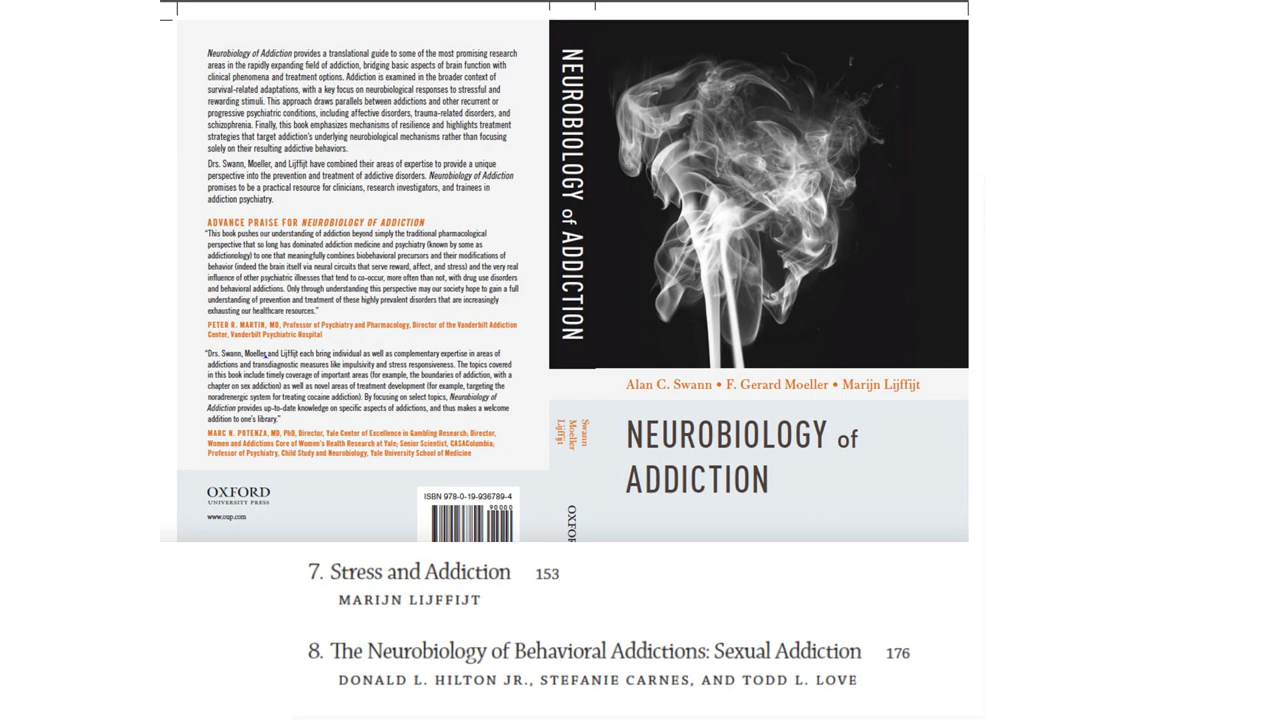 Neurobiology of Addiction provides a translational guide to some of the most promising research
areas in the rapidly expanding field of addiction, bridging basic aspects of brain function with
clinical phenomena and treatment options. Addiction is examined in the broader context of
survival-related adaptations, with a key focus on neurobiological responses to stressful and
rewarding stimuli. This approach draws parallels between addictions and other recurrent or
progressive psychiatric conditions, including affective disorders, trauma-related disorders, and
schizophrenia. Finally, this book emphasizes mechanisms of resilience and highlights treatment
strategies that target addiction's underlying neurobiological mechanisms rather than focusing
solely on their resulting addictive behaviors.
Drs. Swann, Moeller, and Lijffijt have combined their areas of expertise to provide a unique
perspective into the prevention and treatment of addictive disorders. Neurobiology of Addiction
promises to be a practical resource for clinicians, research investigators, and trainees in
addiction psychiatry.
ADVANCE PRAISE FOR NEUROBIOLOGY OF ADDICTION
"This book pushes our understanding of addiction beyond simply the traditional pharmacological
perspective that so long has dominated addiction medicine and psychiatry (known by some as
addictionology) to one that meaningfully combines biobehavioral precursors and their modifications of
behavior (indeed the brain itself via neural circuits that serve reward, affect, and stress) and the very real
influence of other psychiatric illnesses that tend to co-occur, more often than not, with drug use disorders
and behavioral addictions. Only through understanding this perspective may our society hope to gain a full
understanding of prevention and treatment of these highly prevalent disorders that are increasingly
exhausting our healthcare resources."
PETER R. MARTIN, MD, Professor of Psychiatry and Pharmacology, Director of the Vanderbilt Addiction
Center, Vanderbilt Psychiatric Hospital
"Drs. Swann, Moeller, and Lijffijt each bring individual as well as complementary expertise in areas of
addictions and transdiagnostic measures like impulsivity and stress responsiveness. The topics covered
in this book include timely coverage of important areas (for example, the boundaries of addiction, with a
chapter on sex addiction) as well as novel areas of treatment development (for example, targeting the
noradrenergic system for treating cocaine addiction). By focusing on select topics, Neurobiology of
Addiction provides up-to-date knowledge on specific aspects of addictions, and thus makes a welcome
addition to one's library."
MARC N. POTENZA, MD, PhD, Director, Yale Center of Excellence in Gambling Research; Director,
Women and Addictions Core of Women's Health Research at Yale; Senior Scientist, CASAColumbia;
Professor of Psychiatry, Child Study and Neurobiology, Yale University School of Medicine
OXFORD
UNIVERSITY PRESS
www.oup.com
ISBN 978-0-19-936789-4
90000
NEUROBIOLOGY of ADDICTION
Swann
Moeller
Lijffijt
OXFO
Alan C. Swann • F. Gerard Moeller • Marijn Lijffijt
NEUROBIOLOGY of
ADDICTION
7. Stress and Addiction 153
MARIJN LIJFFIJT
8. The Neurobiology of Behavioral Addictions: Sexual Addiction 176
DONALD L. HILTON JR., STEFANIE CARNES, AND TODD L. LOVE